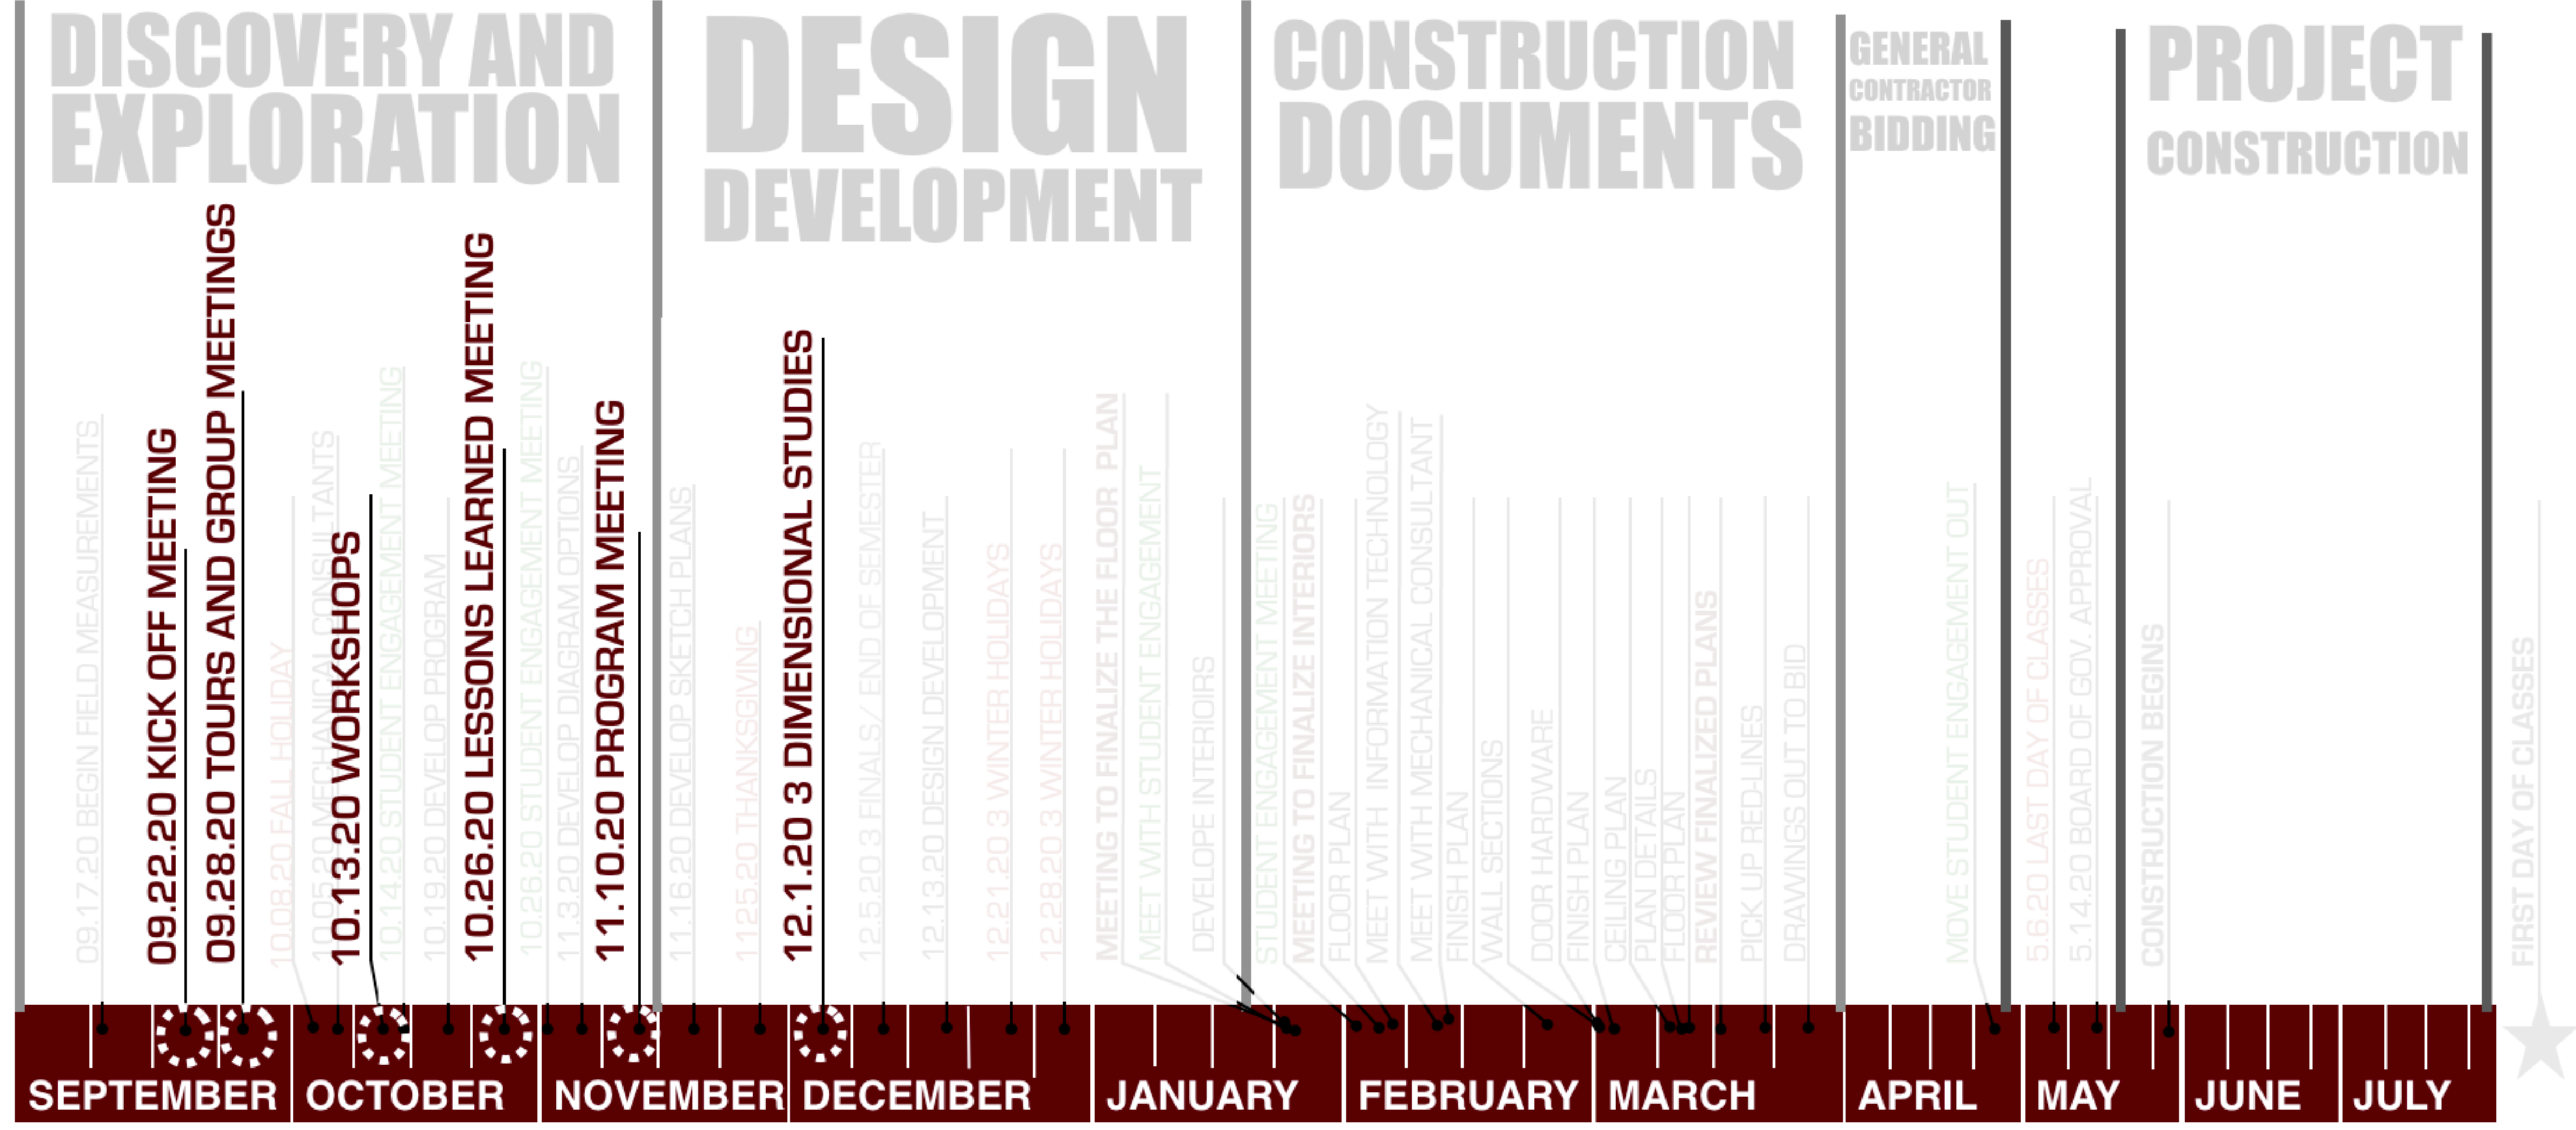 DISCOVERY AND
EXPLORATION
DESIGN
DEVELOPMENT
CONSTRUCTION
DOCUMENTS
GENERAL
CONTRACTOR
BIDDING
PROJECT
CONSTRUCTION
09.17.20 BEGIN FIELD MEASUREMENTS
09.22.20 KICK OFF MEETING
09.28.20 TOURS AND GROUP MEETINGS
10.08.20 FALL HOLIDAY
10.05.20 MECHANICAL CONSULTANTS
10.13.20 WORKSHOPS
10.14.20 STUDENT ENGAGEMENT MEETING
10.19.20 DEVELOP PROGRAM
10.26.20 LESSONS LEARNED MEETING
10.26.20 STUDENT ENGAGEMENT MEETING
11.3.20 DEVELOP DIAGRAM OPTIONS
11.10.20 PROGRAM MEETING
11.16.20 DEVELOP SKETCH PLANS
11.25.20 THANKSGIVING
12.1.20 3 DIMENSIONAL STUDIES
12.5.20 3 FINALS/ END OF SEMESTER
12.13.20 DESIGN DEVELOPMENT
12.21.20 3 WINTER HOLIDAYS
12.28.20 3 WINTER HOLIDAYS
MEETING TO FINALIZE THE FLOOR PLAN
MEET WITH STUDENT ENGAGEMENT
DEVELOPE INTERIORS
STUDENT ENGAGEMENT MEETING
MEETING TO FINALIZE INTERIORS
FLOOR PLAN
MEET WITH INFORMATION TECHNOLOGY
MEET WITH MECHANICAL CONSULTANT
FINISH PLAN
WALL SECTIONS
DOOR HARDWARE
FINISH PLAN
CEILING PLAN
PLAN DETAILS
FLOOR PLAN
REVIEW FINALIZED PLANS
PICK UP RED-LINES
DRAWINGS OUT TO BID
MOVE STUDENT ENGAGEMENT OUT
5.6.20 LAST DAY OF CLASSES
5.14.20 BOARD OF GOV. APPROVAL
CONSTRUCTION BEGINS
FIRST DAY OF CLASSES
SEPTEMBER
OCTOBER
NOVEMBER
DECEMBER
JANUARY
FEBRUARY
MARCH
APRIL
MAY
JUNE
JULY